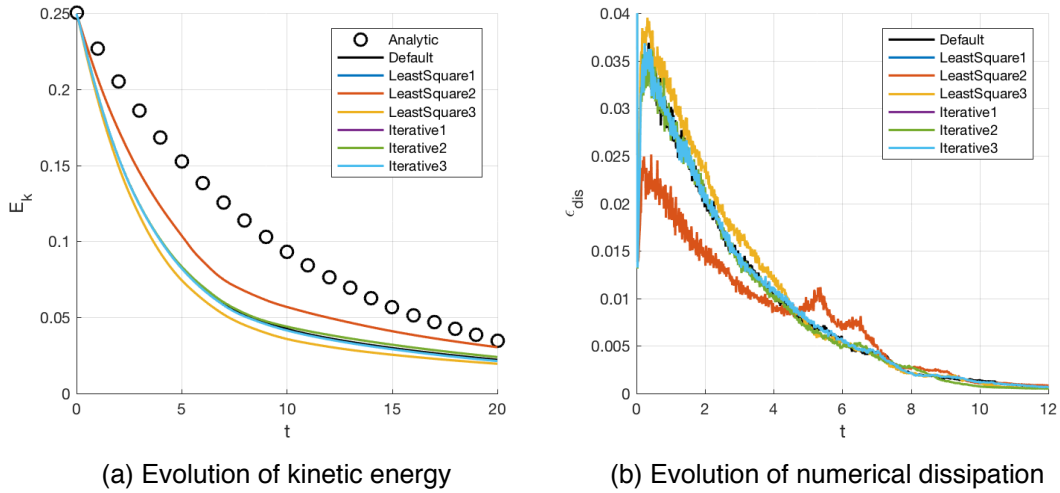 0.25
0.2
0.15
0.1
0.05
0
E_k
0
5
10
15
20
t
Analytic
Default
LeastSquare1
LeastSquare2
LeastSquare3
Iterative1
Iterative2
Iterative3
(a) Evolution of kinetic energy
0.04
0.035
0.03
0.025
0.02
0.015
0.01
0.005
0
ϵ_dis
0
2
4
6
8
10
12
t
Default
LeastSquare1
LeastSquare2
LeastSquare3
Iterative1
Iterative2
Iterative3
(b) Evolution of numerical dissipation